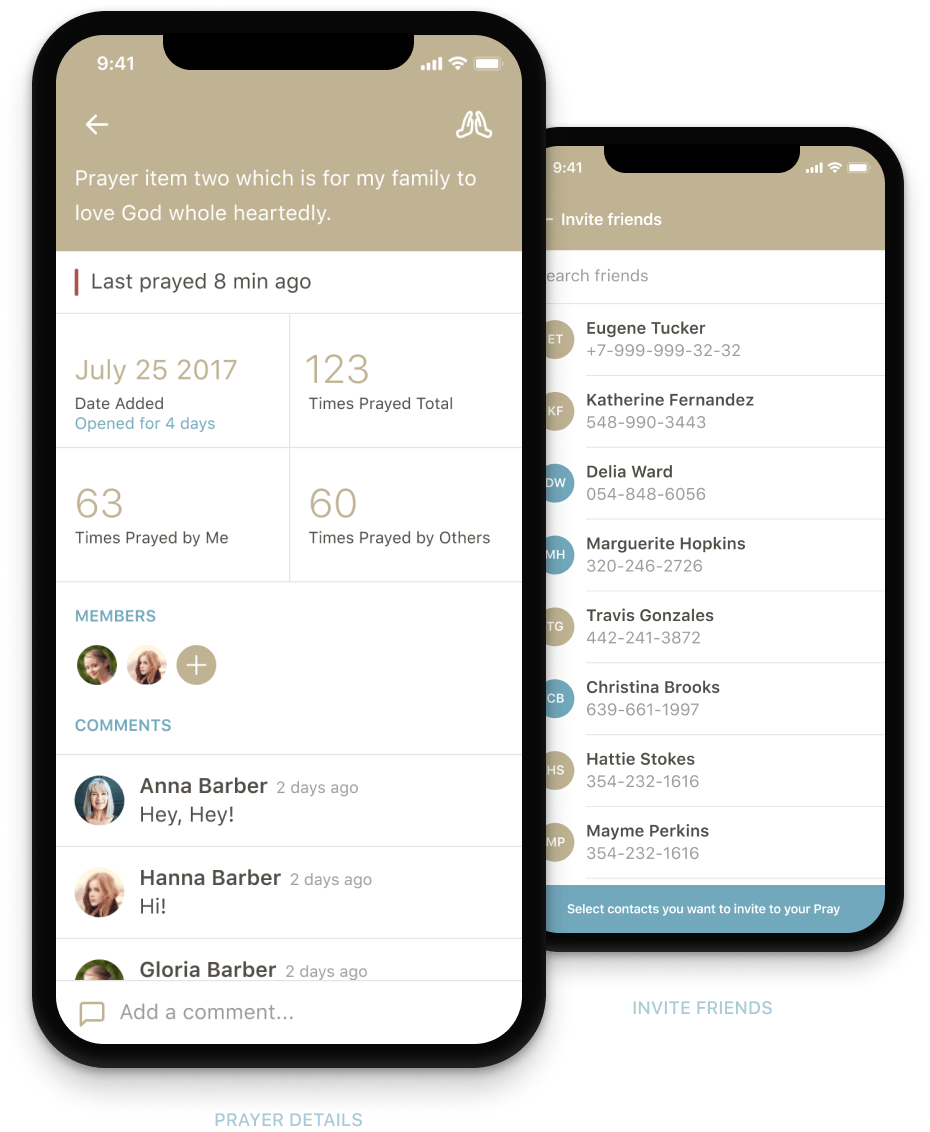 9:41
Prayer item two which is for my family to
love God whole heartedly.
Last prayed 8 min ago
July 25 2017
Date Added
Opened for 4 days
123
Times Prayed Total
63
Times Prayed by Me
60
Times Prayed by Others
MEMBERS
COMMENTS
Anna Barber 2 days ago
Hey, Hey!
Hanna Barber 2 days ago
Hi!
Gloria Barber 2 days ago
Add a comment...
PRAYER DETAILS
9:41
Invite friends
earch friends
ET
Eugene Tucker
+7-999-999-32-32
KF
Katherine Fernandez
548-990-3443
DW
Delia Ward
054-848-6056
MH
Marguerite Hopkins
320-246-2726
TG
Travis Gonzales
442-241-3872
CB
Christina Brooks
639-661-1997
HS
Hattie Stokes
354-232-1616
MP
Mayme Perkins
354-232-1616
Select contacts you want to invite to your Pray
INVITE FRIENDS